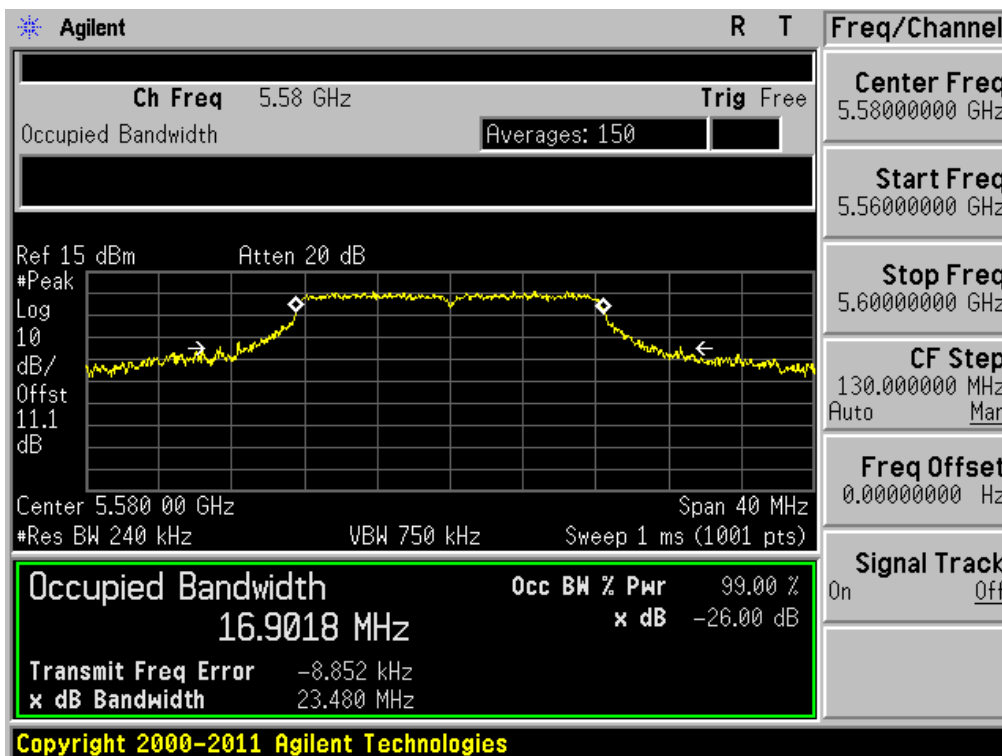 Agilent R T
Freq/Channel
Ch Freq 5.58 GHz Trig Free
Occupied Bandwidth Averages: 150
Center Freq
5.58000000 GHz
Start Freq
5.56000000 GHz
Stop Freq
5.60000000 GHz
CF Step
130.000000 MHz
Auto Man
Freq Offset
0.00000000 Hz
Signal Track
On Off
Ref 15 dBm Atten 20 dB
#Peak
Log
10
dB/
Offst
11.1
dB
Center 5.580 00 GHz Span 40 MHz
#Res BW 240 kHz VBW 750 kHz Sweep 1 ms (1001 pts)
Occupied Bandwidth Occ BW % Pwr 99.00 %
16.9018 MHz x dB -26.00 dB
Transmit Freq Error -8.852 kHz
x dB Bandwidth 23.480 MHz
Copyright 2000-2011 Agilent Technologies